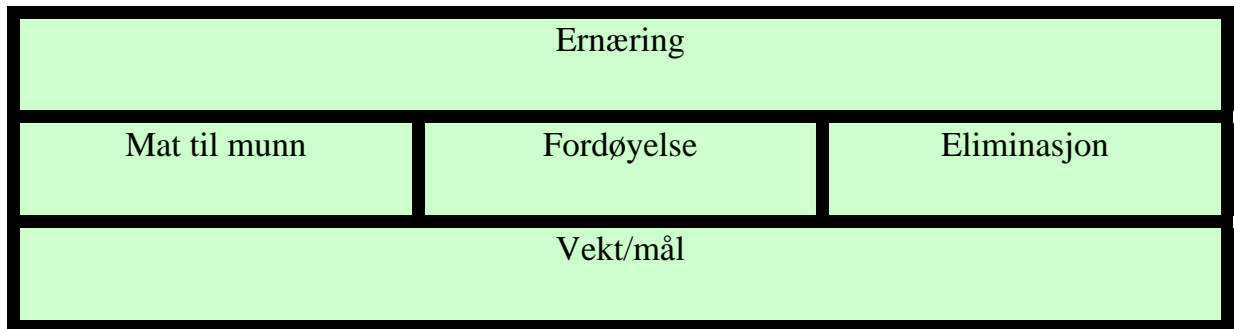 Ernæring
Mat til munn
Fordøyelse
Eliminasjon
Vekt/mål